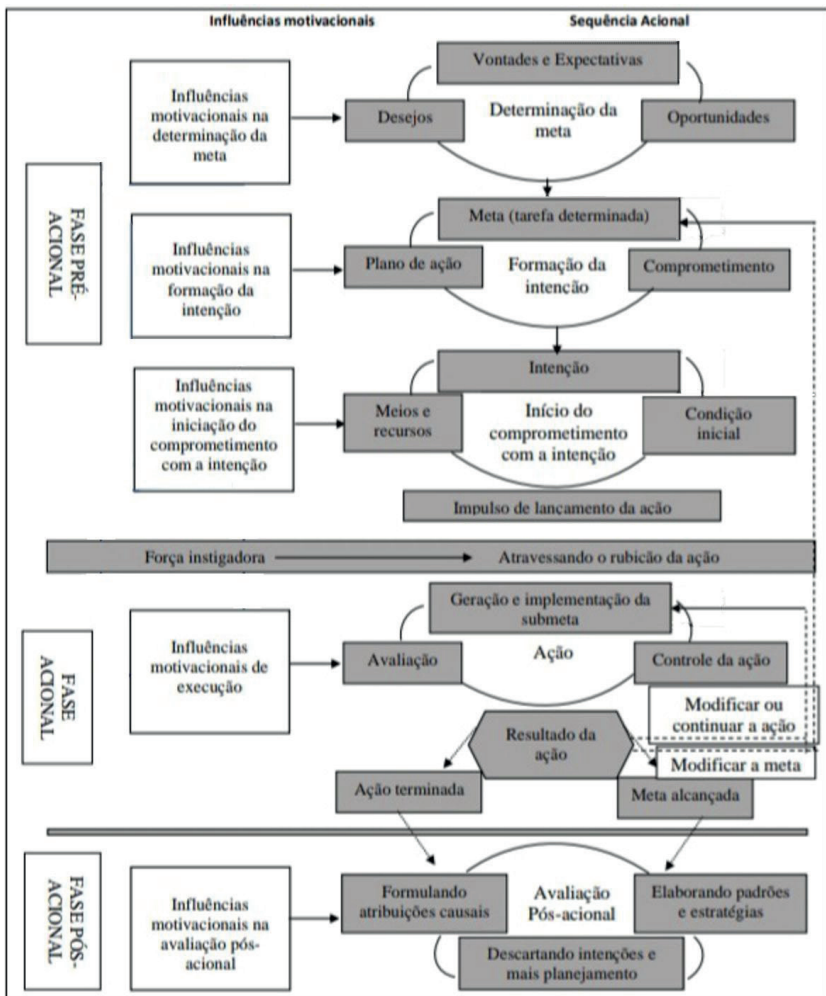 Influências motivacionais
Sequência Acional
FASE PRÉ-
ACIONAL
Influências
motivacionais na
determinação da
meta
Vontades e Expectativas
Desejos
Determinação da
meta
Oportunidades
Influências
motivacionais na
formação da
intenção
Meta (tarefa determinada)
Plano de ação
Formação da
intenção
Comprometimento
Influências
motivacionais na
iniciação do
comprometimento
com a intenção
Intenção
Meios e
recursos
Início do
comprometimento
com a intenção
Condição
inicial
Impulso de lançamento da ação
Força instigadora
Atravessando o rubicão da ação
FASE
ACIONAL
Influências
motivacionais de
execução
Geração e implementação da
submeta
Avaliação
Ação
Controle da ação
Modificar ou
continuar a ação
Resultado da
ação
Modificar a meta
Ação terminada
Meta alcançada
FASE PÓS-
ACIONAL
Influências
motivacionais na
avaliação pós-
acional
Formulando
atribuições causais
Avaliação
Pós-acional
Elaborando padrões
e estratégias
Descartando intenções e
mais planejamento